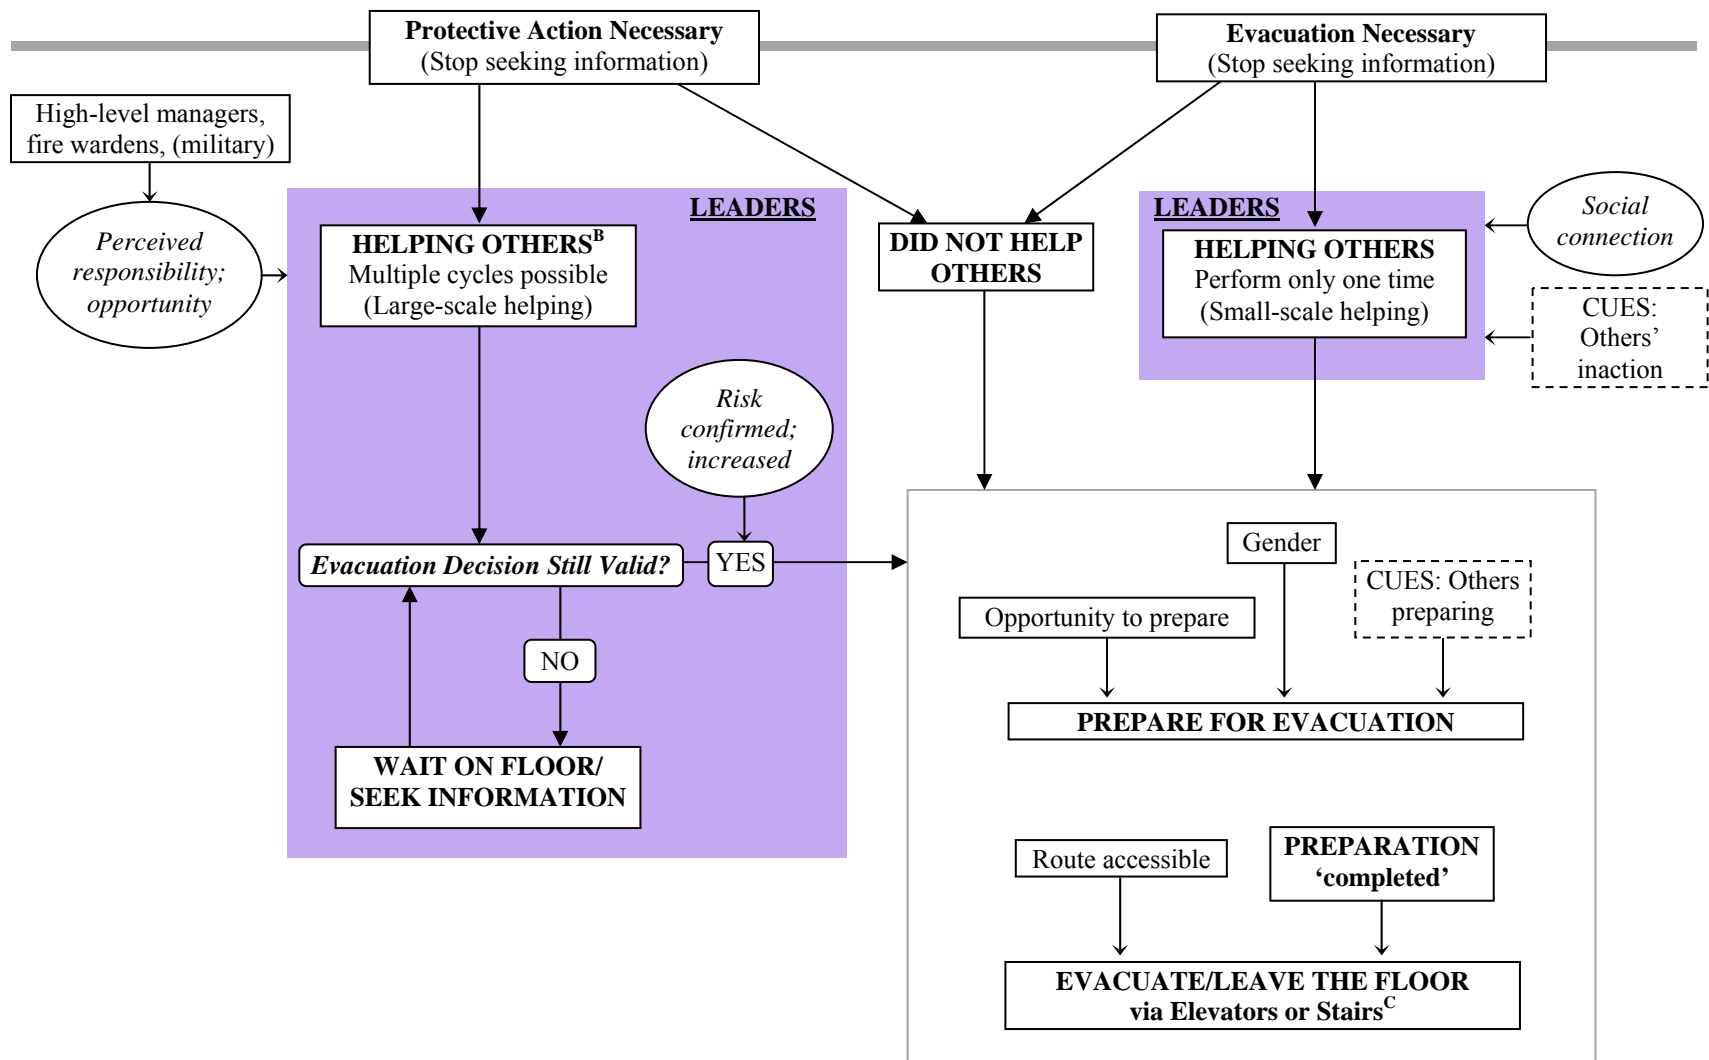 Protective Action Necessary
(Stop seeking information)
Evacuation Necessary
(Stop seeking information)
High-level managers,
fire wardens, (military)
Perceived
responsibility;
opportunity
LEADERS
HELPING OTHERSB
Multiple cycles possible
(Large-scale helping)
DID NOT HELP
OTHERS
LEADERS
HELPING OTHERS
Perform only one time
(Small-scale helping)
Social
connection
CUES:
Others’
inaction
Risk
confirmed;
increased
Evacuation Decision Still Valid?
YES
NO
WAIT ON FLOOR/
SEEK INFORMATION
Gender
CUES: Others
preparing
Opportunity to prepare
PREPARE FOR EVACUATION
Route accessible
PREPARATION
‘completed’
EVACUATE/LEAVE THE FLOOR
via Elevators or StairsC